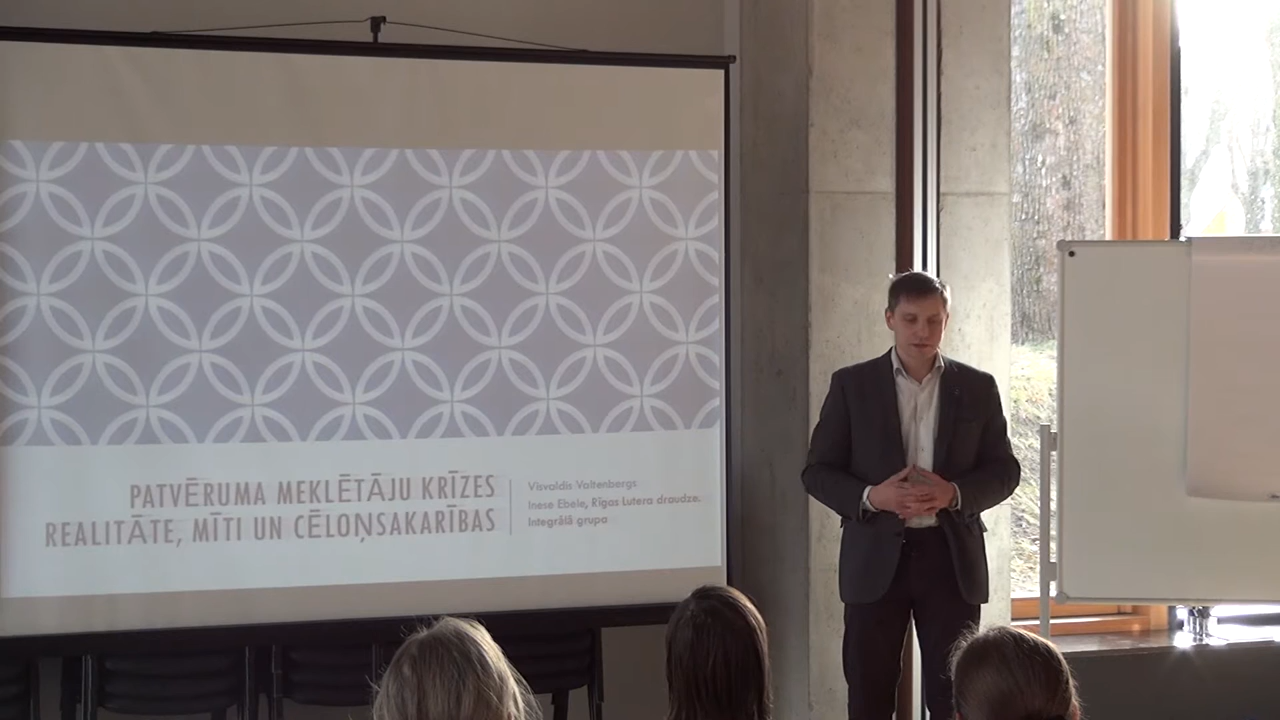 PATVĒRUMA MEKLĒTĀJU KRĪZES
REALITĀTE, MĪTI UN CĒLOŅSAKARĪBAS
Visvaldis Valtenbergs
Inese Ebele, Rīgas Lutera draudze.
Integrālā grupa